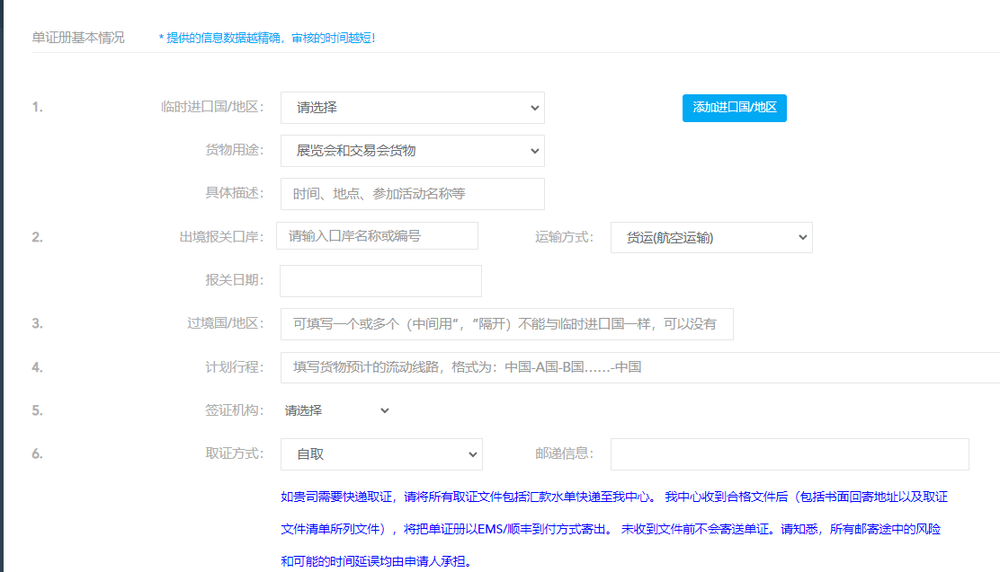 单证册基本情况 * 提供的信息数据越精确，审核的时间越短！
1. 临时进口国/地区： 请选择 添加进口国/地区
货物用途： 展览会和交易会货物
具体描述： 时间、地点、参加活动名称等
2. 出境报关口岸： 请输入口岸名称或编号 运输方式： 货运(航空运输)
报关日期：
3. 过境国/地区： 可填写一个或多个（中间用”，”隔开）不能与临时进口国一样，可以没有
4. 计划行程： 填写货物预计的流动线路，格式为：中国-A国-B国……-中国
5. 签证机构： 请选择
6. 取证方式： 自取 邮递信息：
如贵司需要快递取证，请将所有取证文件包括汇款水单快递至我中心。 我中心收到合格文件后（包括书面回寄地址以及取证
文件清单所列文件），将把单证册以EMS/顺丰到付方式寄出。 未收到文件前不会寄送单证。请知悉，所有邮寄途中的风险
和可能的时间延误均由申请人承担。